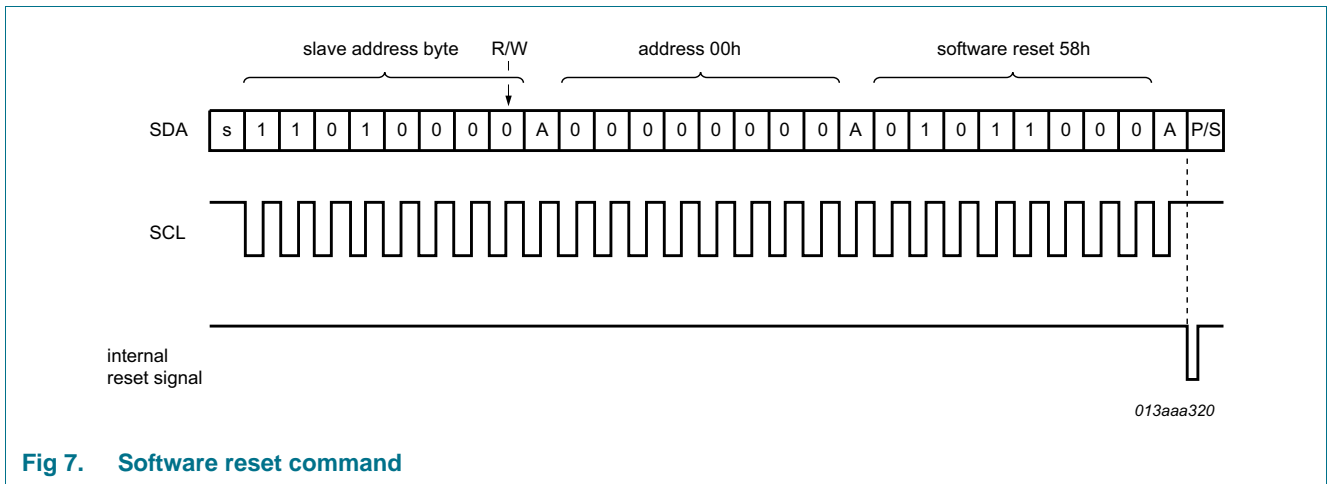 slave address byte R/W address 00h software reset 58h
SDA s 1 1 0 1 0 0 0 0 A 0 0 0 0 0 0 0 0 A 0 1 0 1 1 0 0 0 A P/S
SCL
internal
reset signal
013aaa320
Fig 7. Software reset command